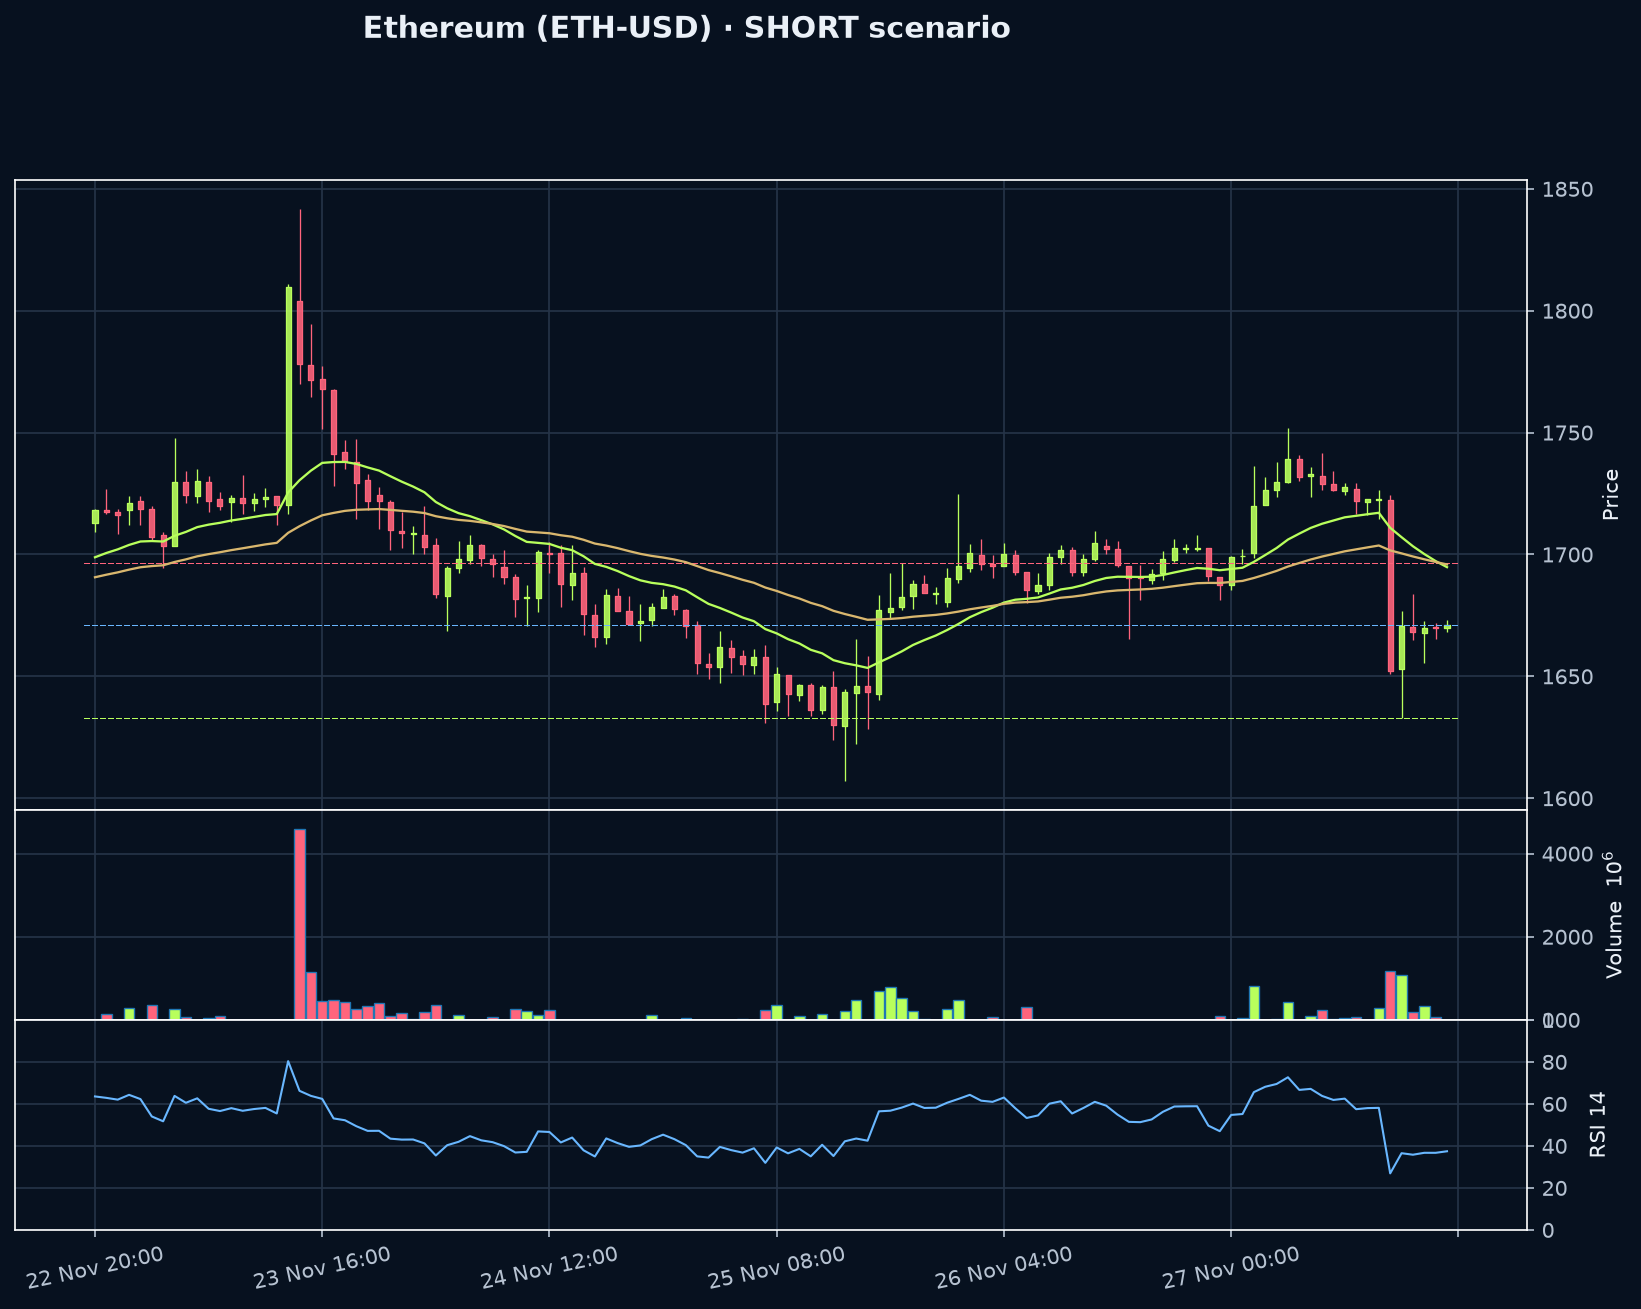 Ethereum (ETH-USD) · SHORT scenario
1850
1800
1750
1700
1650
1600
Price
4000
2000
0
Volume 10⁶
100
80
60
40
20
0
RSI 14
22 Nov 20:00
23 Nov 16:00
24 Nov 12:00
25 Nov 08:00
26 Nov 04:00
27 Nov 00:00